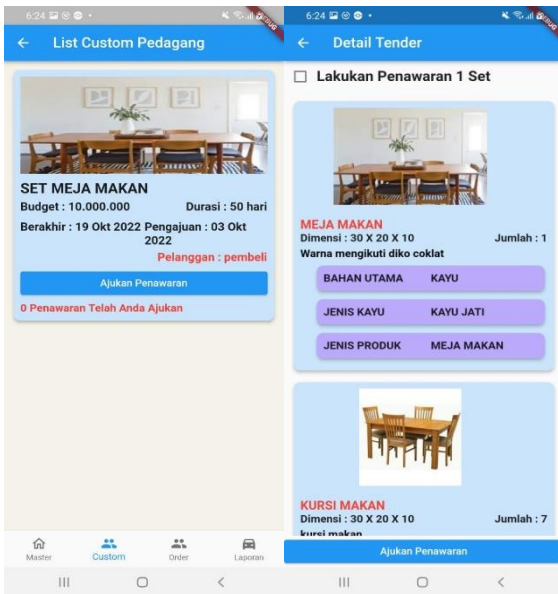 6:24
List Custom Pedagang
SET MEJA MAKAN
Budget : 10.000.000 Durasi : 50 hari
Berakhir : 19 Okt 2022 Pengajuan : 03 Okt
2022
Pelanggan : pembeli
Ajukan Penawaran
0 Penawaran Telah Anda Ajukan
Master Custom Order Laporan
6:24
Detail Tender
Lakukan Penawaran 1 Set
MEJA MAKAN
Dimensi : 30 X 20 X 10 Jumlah : 1
Warna mengikuti diko coklat
BAHAN UTAMA KAYU
JENIS KAYU KAYU JATI
JENIS PRODUK MEJA MAKAN
KURSI MAKAN
Dimensi : 30 X 20 X 10 Jumlah : 7
kursi makan
Ajukan Penawaran